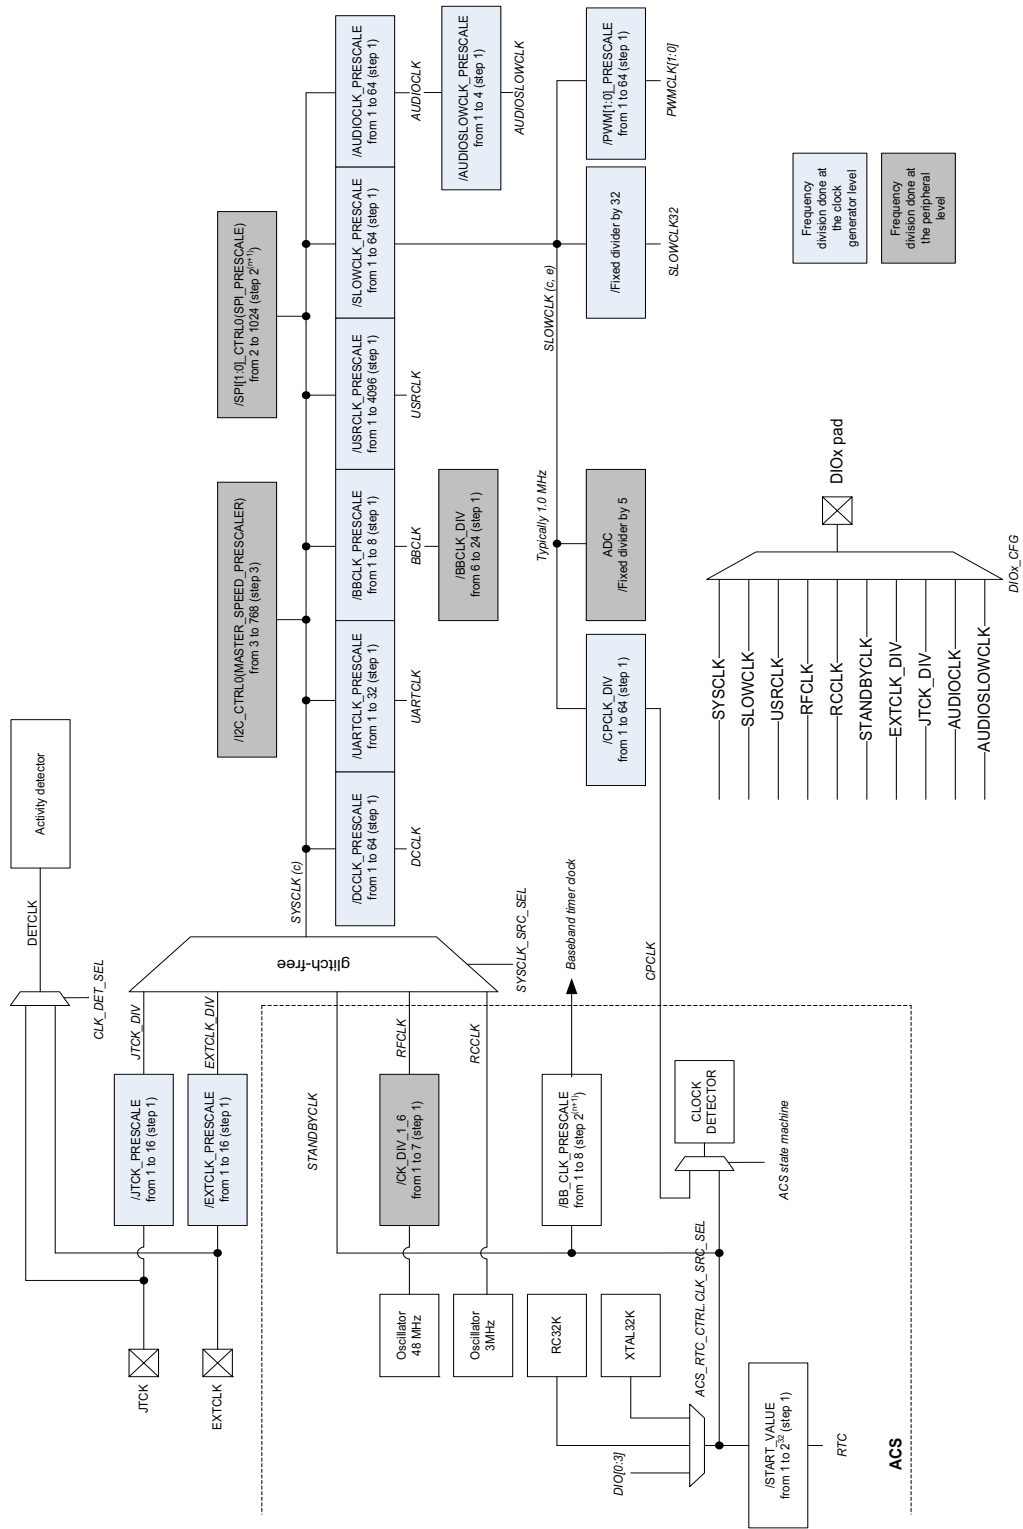 JTCK
EXTCLK
/JTCK_PRESCALE
from 1 to 16 (step 1)
/EXTCLK_PRESCALE
from 1 to 16 (step 1)
JTCK_DIV
EXTCLK_DIV
CLK_DET_SEL
DETCLK
Activity detector
STANDBYCLK
Oscillator
48 MHz
/CK_DIV_1_6
from 1 to 7 (step 1)
RFCLK
Oscillator
3MHz
RCCLK
glitch-free
SYSCLK_SRC_SEL
SYSCLK (c)
/I2C_CTRL0(MASTER_SPEED_PRESCALER)
from 3 to 768 (step 3)
/SPI[1:0]_CTRL0(SPI_PRESCALE)
from 2 to 1024 (step 2(n+1))
/DCCLK_PRESCALE
from 1 to 64 (step 1)
/UARTCLK_PRESCALE
from 1 to 32 (step 1)
/BBCLK_PRESCALE
from 1 to 8 (step 1)
/USRCLK_PRESCALE
from 1 to 4096 (step 1)
/SLOWCLK_PRESCALE
from 1 to 64 (step 1)
/AUDIOCLK_PRESCALE
from 1 to 64 (step 1)
DCCLK
UARTCLK
BBCLK
USRCLK
AUDIOCLK
/BBCLK_DIV
from 6 to 24 (step 1)
/AUDIOSLOWCLK_PRESCALE
from 1 to 4 (step 1)
AUDIOSLOWCLK
RC32K
XTAL32K
DIO[0:3]
/BB_CLK_PRESCALE
from 1 to 8 (step 2(n+1))
Baseband timer clock
ACS_RTC_CTRL.CLK_SRC_SEL
CLOCK
DETECTOR
ACS state machine
CPCLK
/START_VALUE
from 1 to 2^32 (step 1)
RTC
ACS
Typically 1.0 MHz
SLOWCLK (c, e)
/CPCLK_DIV
from 1 to 64 (step 1)
ADC
/Fixed divider by 5
/Fixed divider by 32
/PWM[1:0]_PRESCALE
from 1 to 64 (step 1)
SLOWCLK32
PWMCLK[1:0]
SYSCLK
SLOWCLK
USRCLK
RFCLK
RCCLK
STANDBYCLK
EXTCLK_DIV
JTCK_DIV
AUDIOCLK
AUDIOSLOWCLK
DIOx pad
DIOx_CFG
Frequency
division done at
the clock
generator level
Frequency
division done at
the peripheral
level